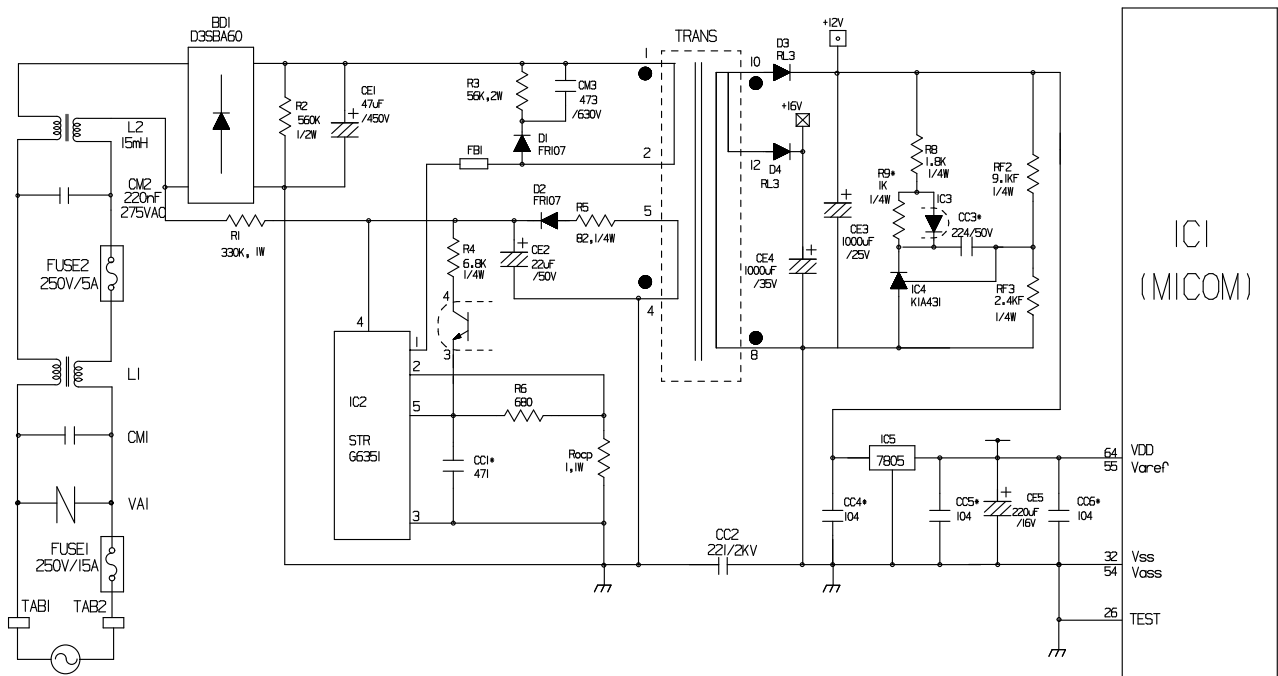 BD1
D3SBA60
L2
15mH
CM2
220nF
275VAC
FUSE2
250V/5A
L1
CM1
VA1
FUSE1
250V/15A
TAB1
TAB2
R2
560K
1/2W
CE1
47uF
/450V
+
R3
56K,2W
CM3
473
/630V
D1
FR107
FB1
R1
330K, 1W
R4
6.8K
1/4W
CE2
22uF
/50V
+
D2
FR107
R5
82,1/4W
TRANS
1
2
5
4
10
12
8
4
3
IC2
STR
G6351
4
1
2
5
3
R6
680
CC1*
471
Rocp
1,1W
CC2
221/2KV
D3
RL3
+12V
+16V
D4
RL3
CE3
1000uF
/25V
+
CE4
1000uF
/35V
+
R8
1.8K
1/4W
R9*
1K
1/4W
IC3
CC3*
224/50V
IC4
KIA431
RF2
9.1KF
1/4W
RF3
2.4KF
1/4W
IC5
7805
CC4*
104
CC5*
104
CE5
220uF
/16V
+
CC6*
104
IC1
(MICOM)
64
VDD
55
Varef
32
Vss
54
Vass
26
TEST